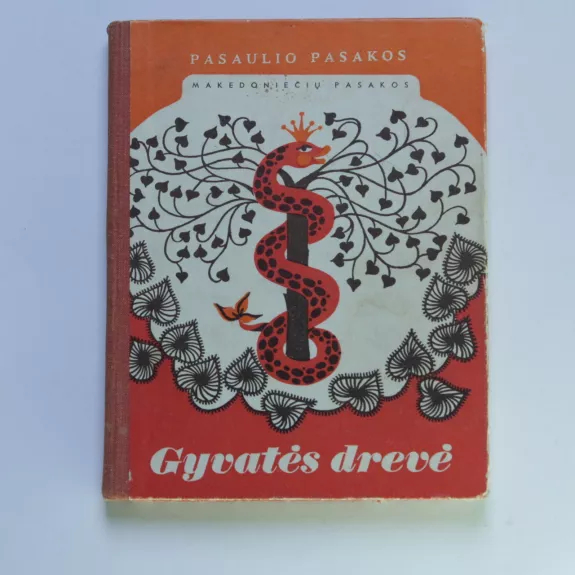 PASAULIO PASAKOS
MAKEDONIEČIŲ PASAKOS
Gyvatės drevė